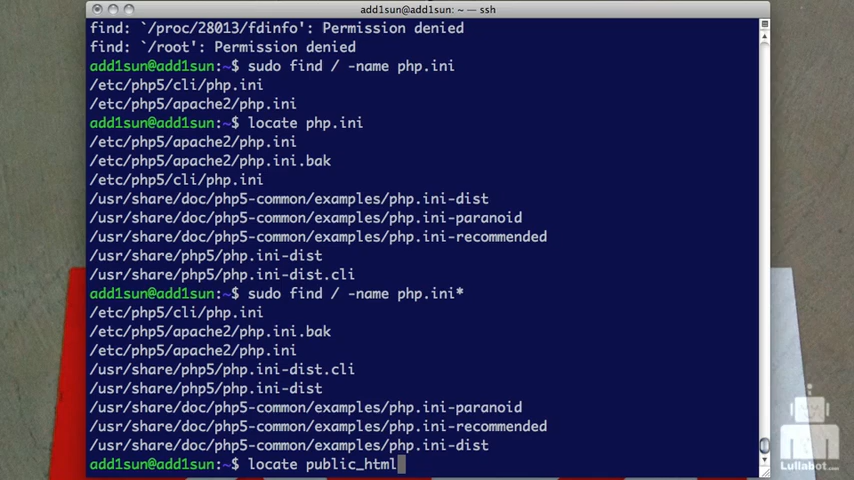 add1sun@add1sun: ~ — ssh
find: `/proc/28013/fdinfo': Permission denied
find: `/root': Permission denied
add1sun@add1sun:~$ sudo find / -name php.ini
/etc/php5/cli/php.ini
/etc/php5/apache2/php.ini
add1sun@add1sun:~$ locate php.ini
/etc/php5/apache2/php.ini
/etc/php5/apache2/php.ini.bak
/etc/php5/cli/php.ini
/usr/share/doc/php5-common/examples/php.ini-dist
/usr/share/doc/php5-common/examples/php.ini-paranoid
/usr/share/doc/php5-common/examples/php.ini-recommended
/usr/share/php5/php.ini-dist
/usr/share/php5/php.ini-dist.cli
add1sun@add1sun:~$ sudo find / -name php.ini*
/etc/php5/cli/php.ini
/etc/php5/apache2/php.ini.bak
/etc/php5/apache2/php.ini
/usr/share/php5/php.ini-dist.cli
/usr/share/php5/php.ini-dist
/usr/share/doc/php5-common/examples/php.ini-paranoid
/usr/share/doc/php5-common/examples/php.ini-recommended
/usr/share/doc/php5-common/examples/php.ini-dist
add1sun@add1sun:~$ locate public_html
Lullabot.com